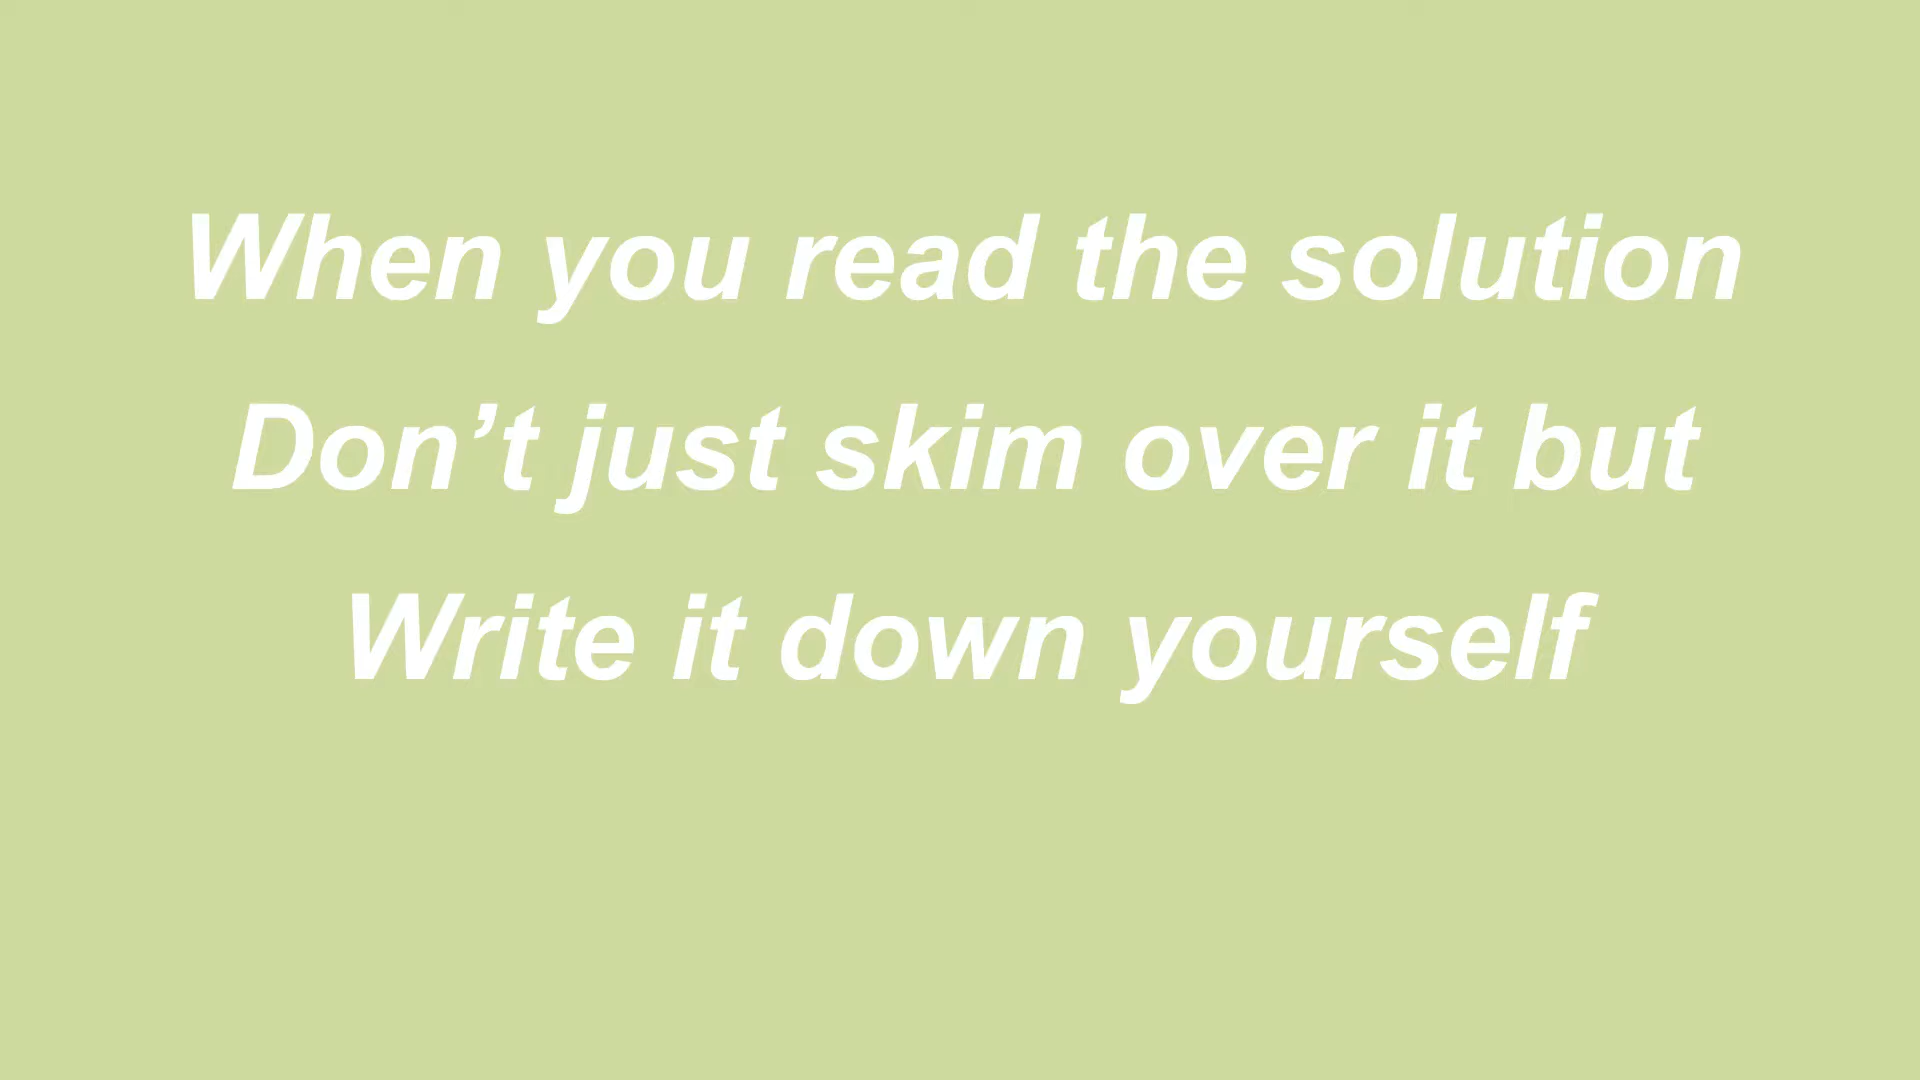 When you read the solution
Don’t just skim over it but
Write it down yourself